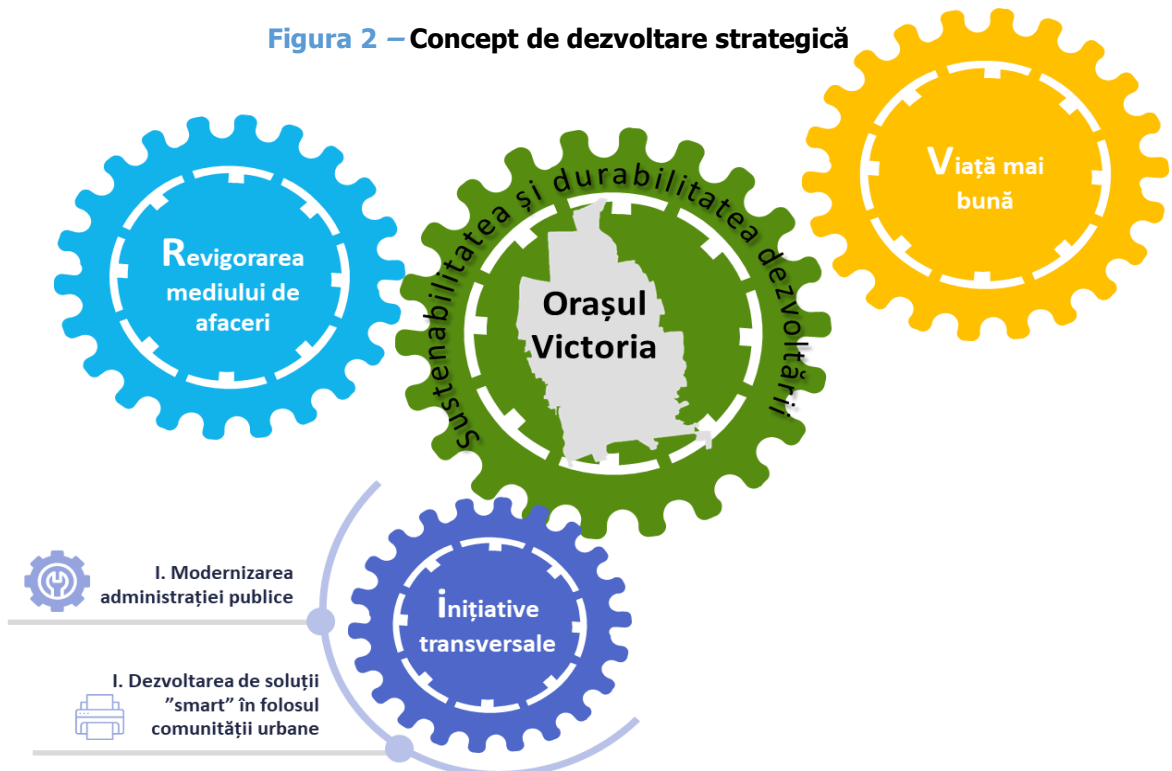 Figura 2 – Concept de dezvoltare strategică
Viață mai
bună
Sustenabilitatea și durabilitatea dezvoltării
Revigorarea
mediului de
afaceri
Orașul
Victoria
I. Modernizarea
administrației publice
inițiative
transversale
I. Dezvoltarea de soluții
”smart” în folosul
comunității urbane